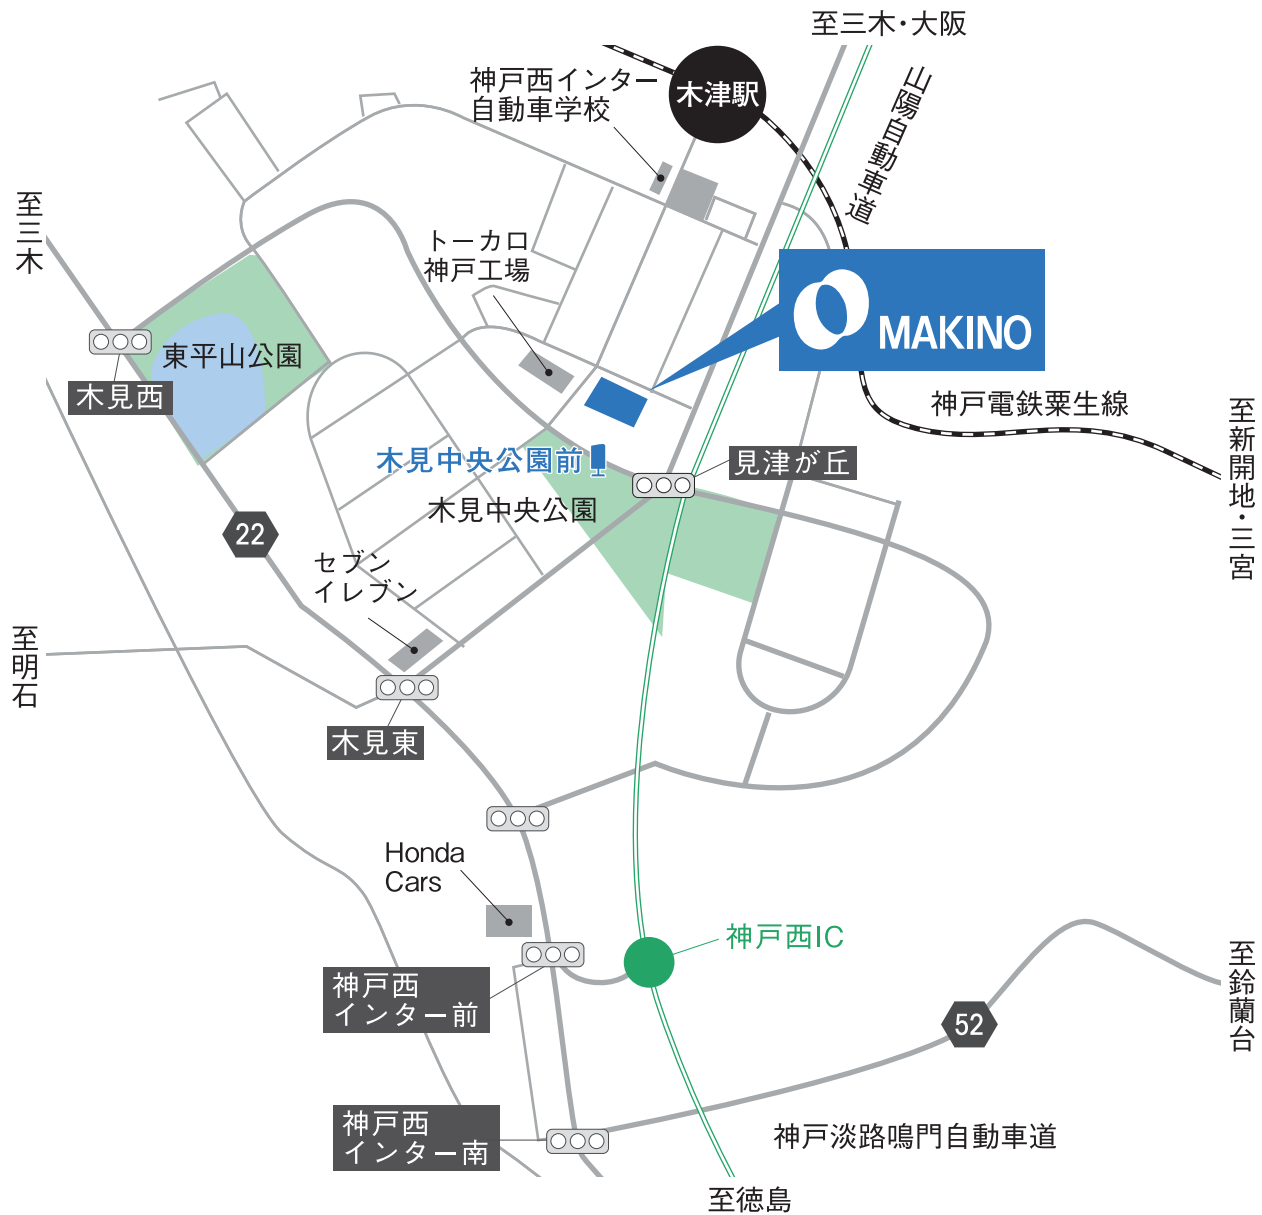 至三木・大阪
神戸西インター
自動車学校
木津駅
山陽自動車道
至三木
トーカロ
神戸工場
MAKINO
東平山公園
木見西
神戸電鉄粟生線
至新開地・三宮
木見中央公園前
見津が丘
木見中央公園
22
セブン
イレブン
至明石
木見東
Honda
Cars
神戸西IC
至鈴蘭台
神戸西
インター前
52
神戸西
インター南
神戸淡路鳴門自動車道
至徳島